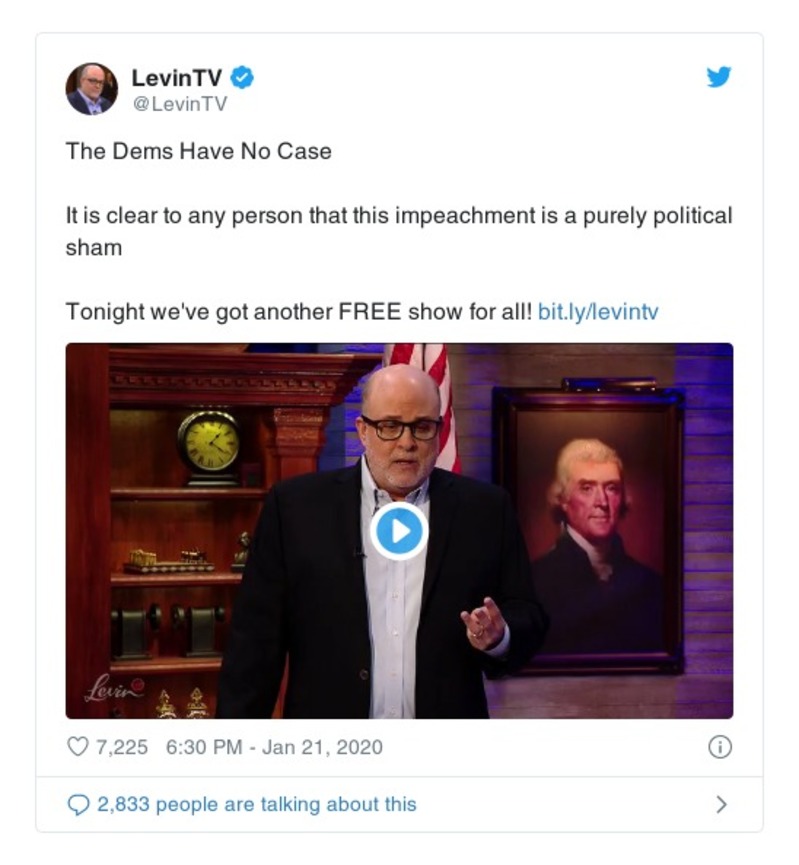 LevinTV
@LevinTV
The Dems Have No Case
It is clear to any person that this impeachment is a purely political
sham
Tonight we've got another FREE show for all! bit.ly/levintv
Levin
7,225 6:30 PM - Jan 21, 2020
2,833 people are talking about this